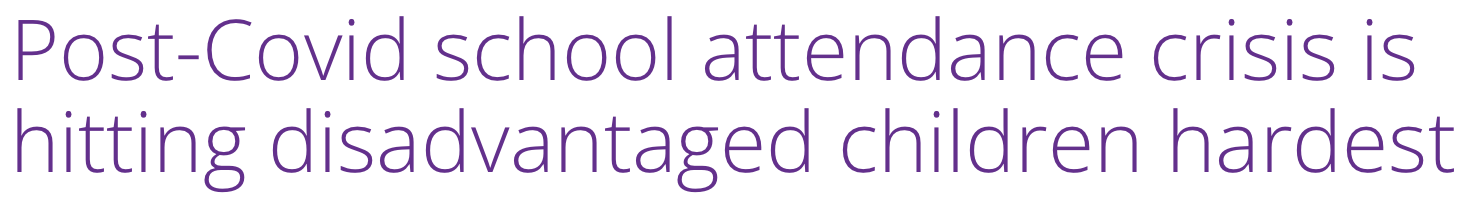 Post-Covid school attendance crisis is
hitting disadvantaged children hardest